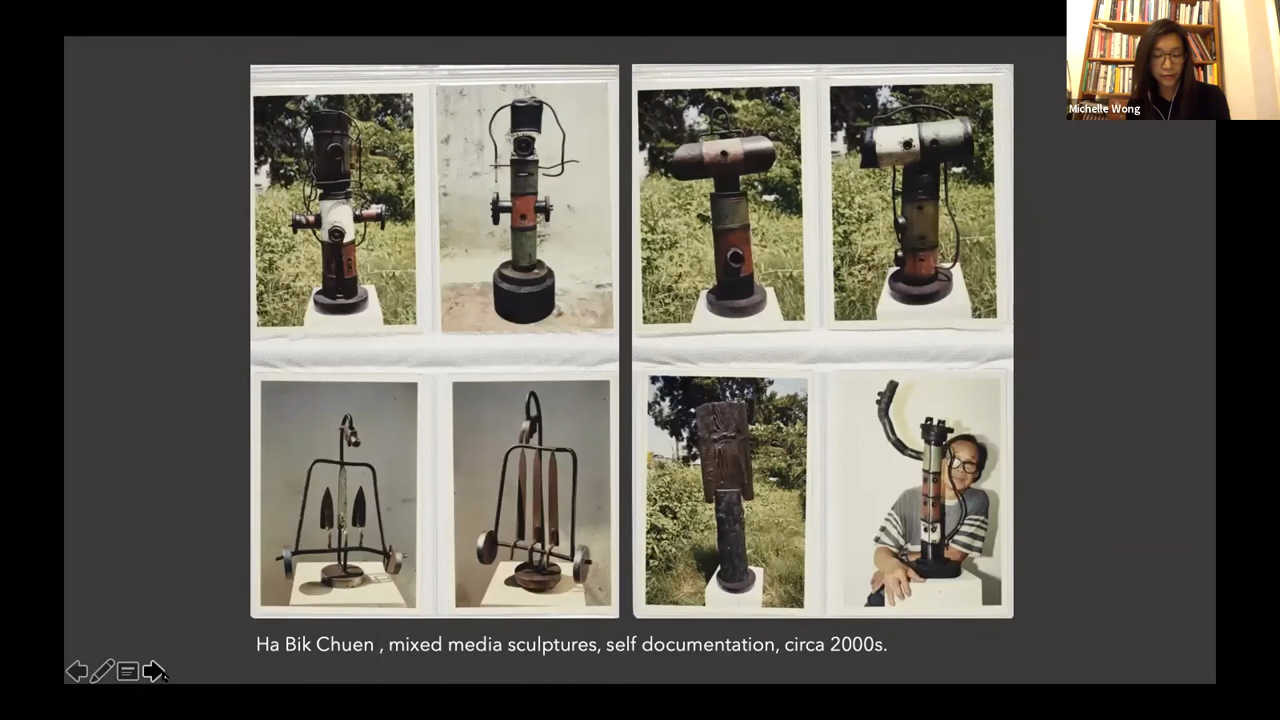 Michelle Wong
Ha Bik Chuen , mixed media sculptures, self documentation, circa 2000s.